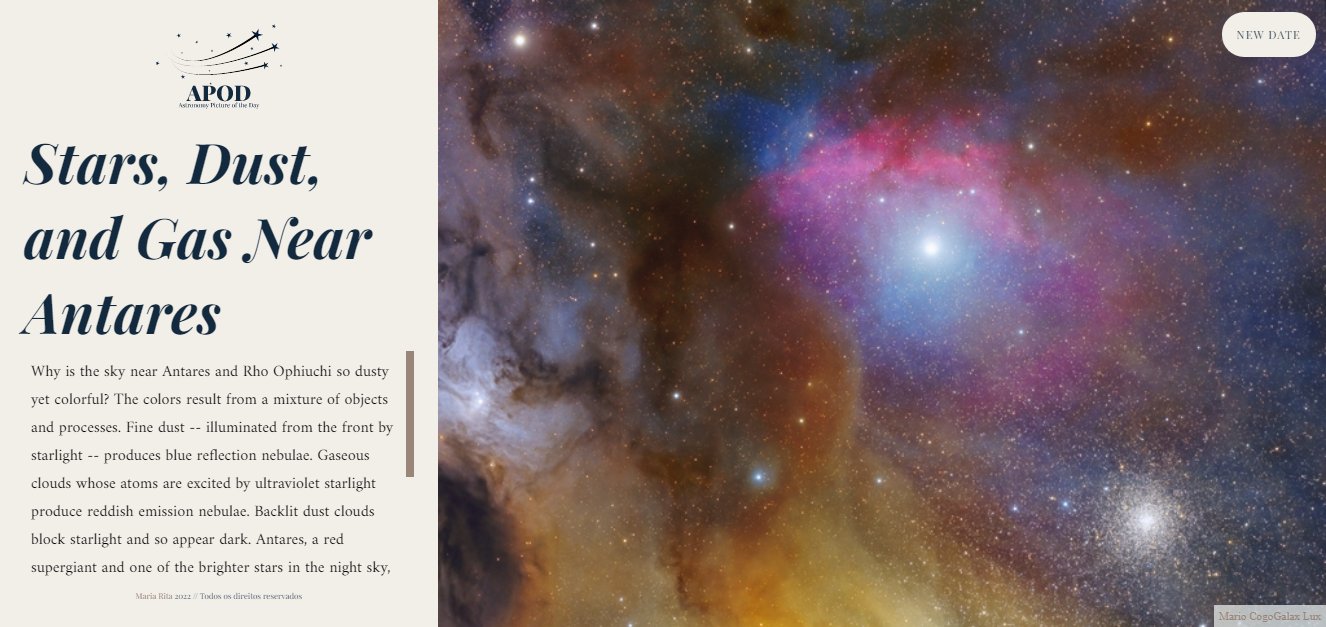 APOD
Astronomy Picture of the Day
Stars, Dust,
and Gas Near
Antares
Why is the sky near Antares and Rho Ophiuchi so dusty
yet colorful? The colors result from a mixture of objects
and processes. Fine dust -- illuminated from the front by
starlight -- produces blue reflection nebulae. Gaseous
clouds whose atoms are excited by ultraviolet starlight
produce reddish emission nebulae. Backlit dust clouds
block starlight and so appear dark. Antares, a red
supergiant and one of the brighter stars in the night sky,
Maria Rita 2022 // Todos os direitos reservados
NEW DATE
Mario CogoGalax Lux